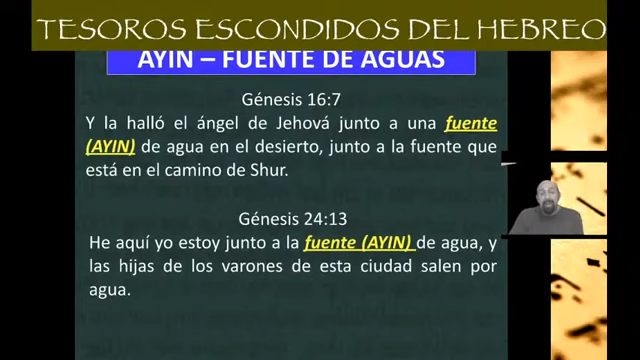 TESOROS ESCONDIDOS DEL HEBREO
AYIN – FUENTE DE AGUAS
Génesis 16:7
Y la halló el ángel de Jehová junto a una fuente
(AYIN) de agua en el desierto, junto a la fuente que
está en el camino de Shur.
Génesis 24:13
He aquí yo estoy junto a la fuente (AYIN) de agua, y
las hijas de los varones de esta ciudad salen por
agua.